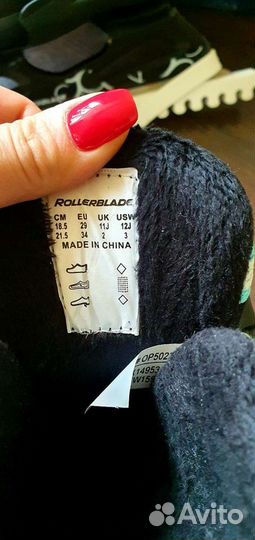 ROLLERBLADE
CM EU UK USW
18.5 29 11J 12J
21.5 34 2 3
MADE IN CHINA
Avito